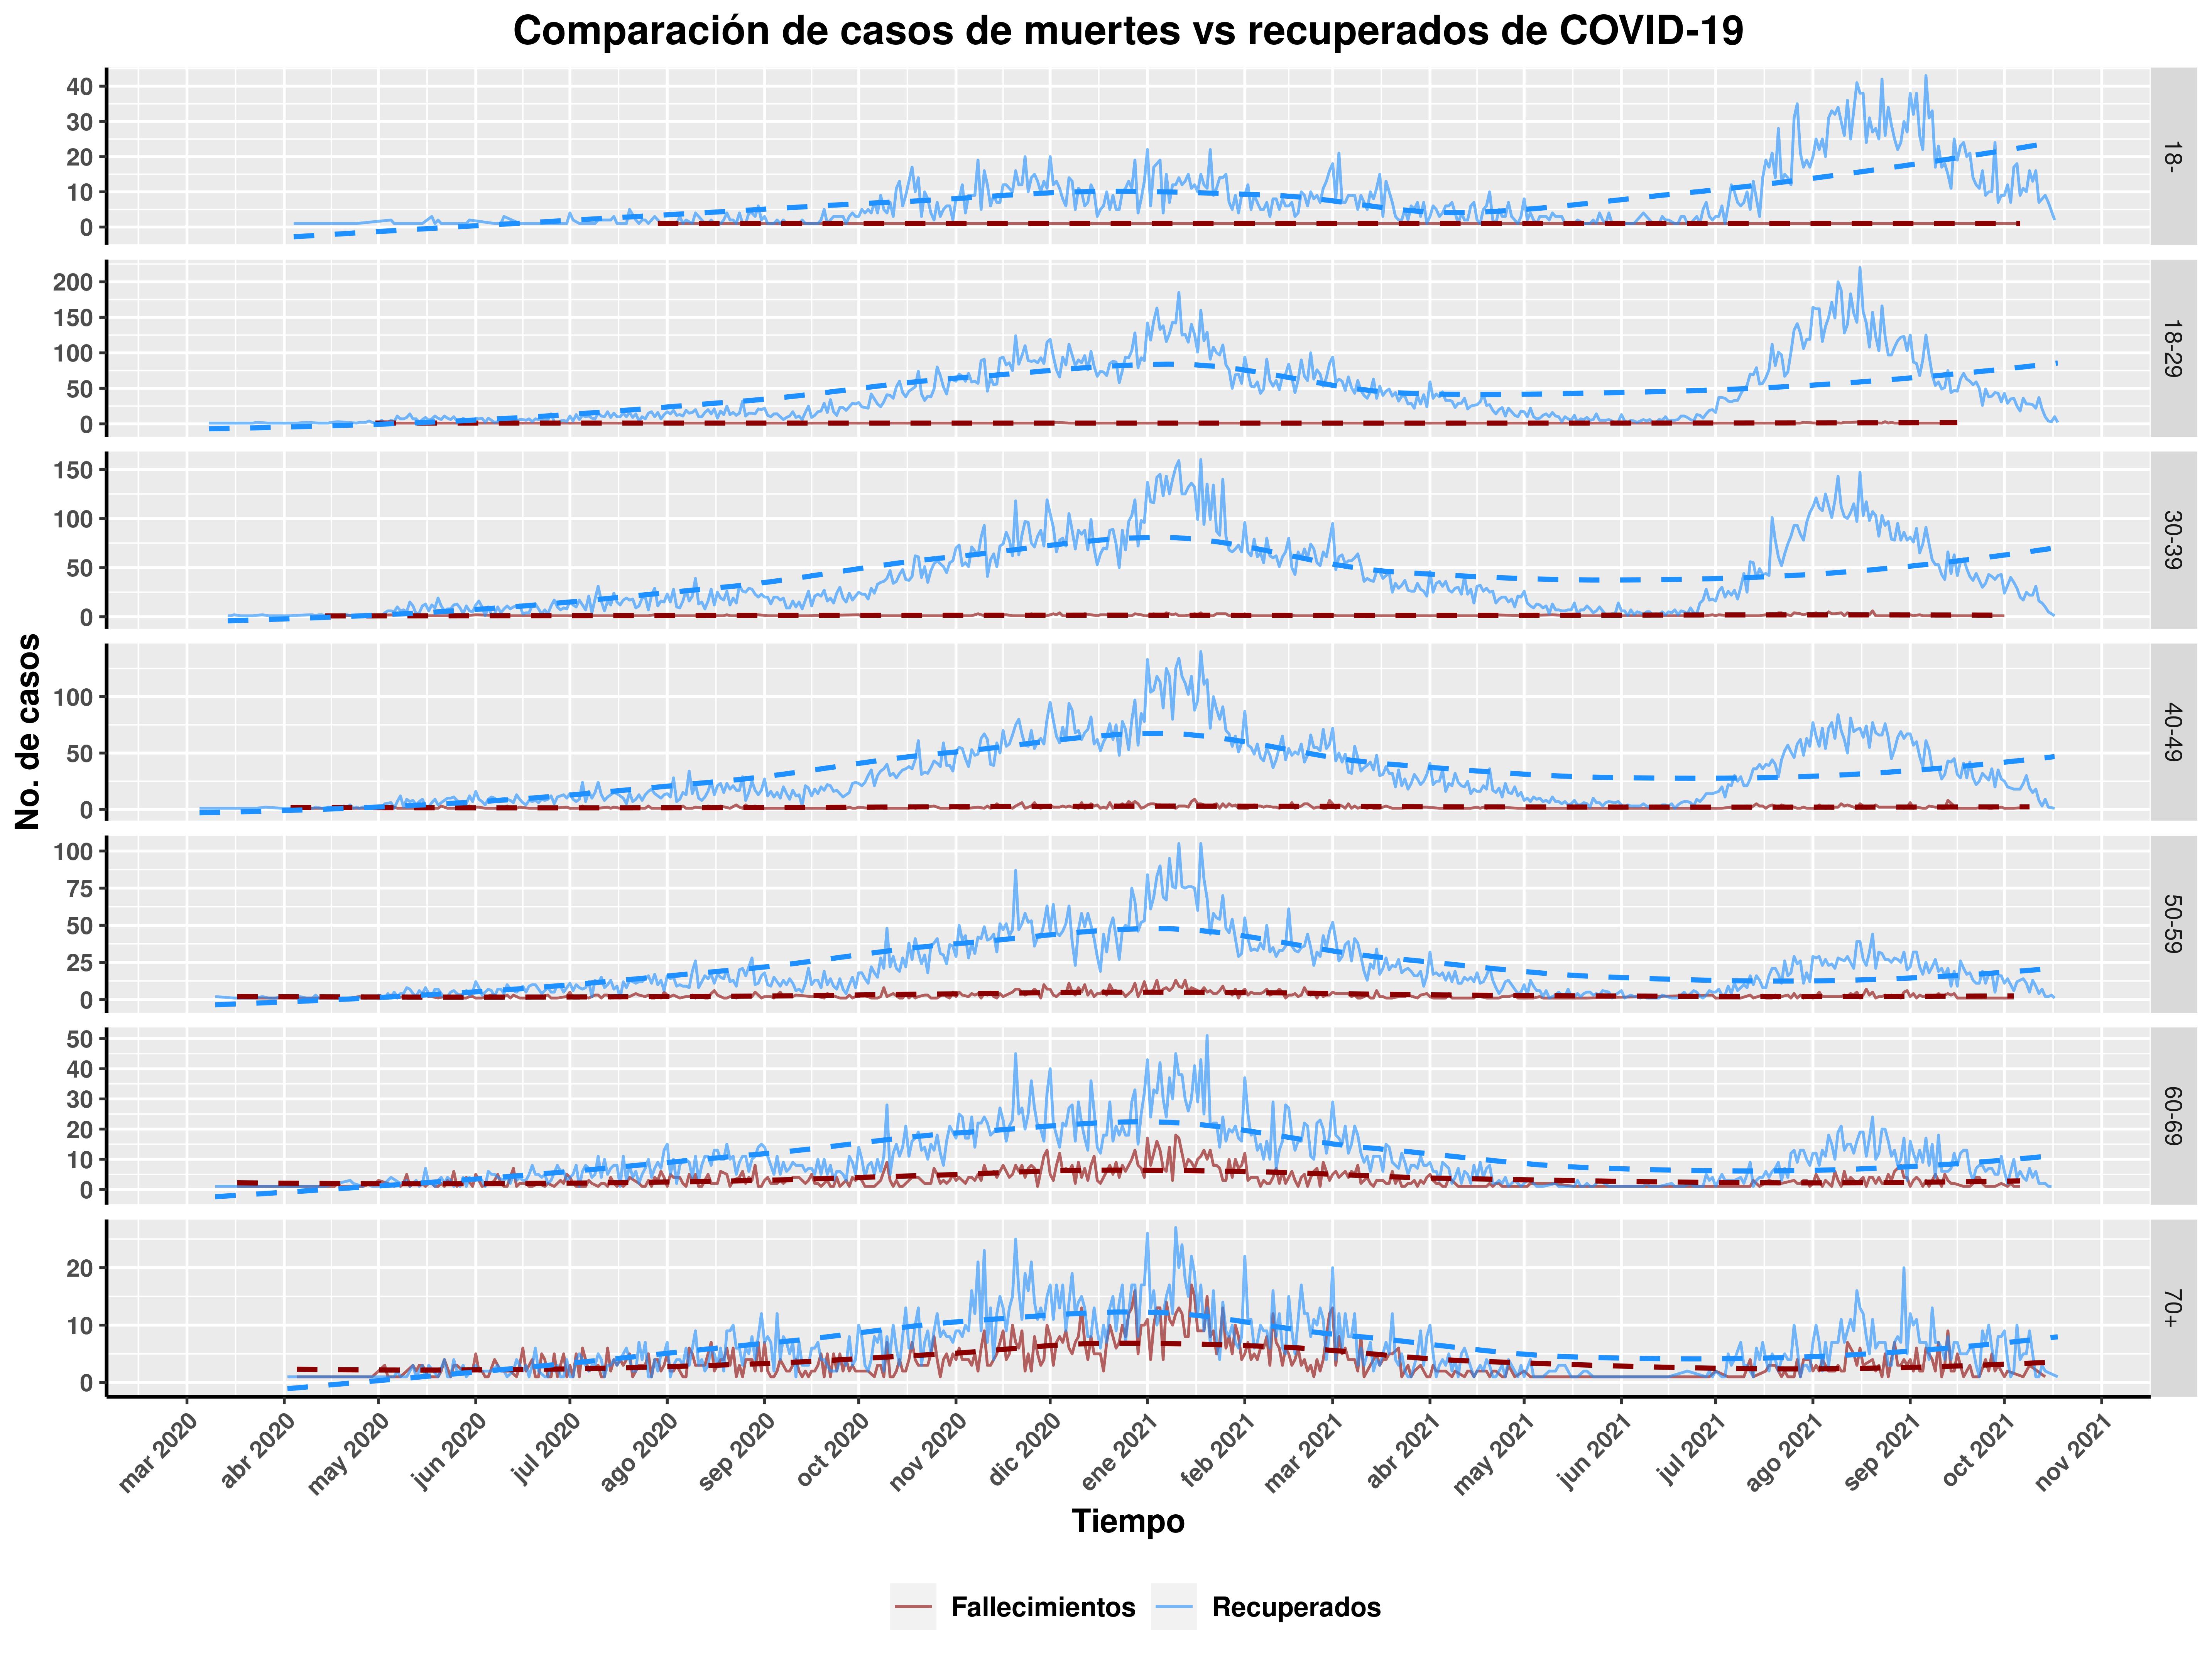 Comparación de casos de muertes vs recuperados de COVID-19
No. de casos
40
30
20
10
0
18-
200
150
100
50
0
18-29
150
100
50
0
30-39
100
50
0
40-49
100
75
50
25
0
50-59
50
40
30
20
10
0
60-69
20
10
0
70+
mar 2020
abr 2020
may 2020
jun 2020
jul 2020
ago 2020
sep 2020
oct 2020
nov 2020
dic 2020
ene 2021
feb 2021
mar 2021
abr 2021
may 2021
jun 2021
jul 2021
ago 2021
sep 2021
oct 2021
nov 2021
Tiempo
Fallecimientos
Recuperados